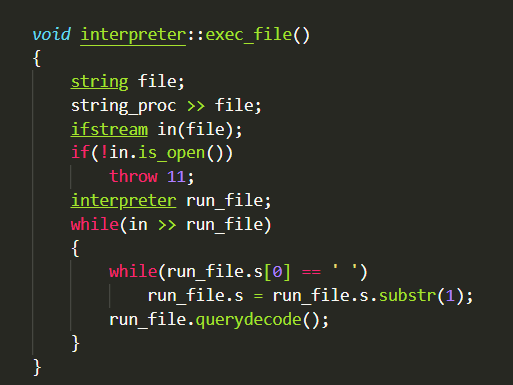 void interpreter::exec_file()
{
    string file;
    string_proc >> file;
    ifstream in(file);
    if(!in.is_open())
        throw 11;
    interpreter run_file;
    while(in >> run_file)
    {
        while(run_file.s[0] == ' ')
            run_file.s = run_file.s.substr(1);
        run_file.querydecode();
    }
}